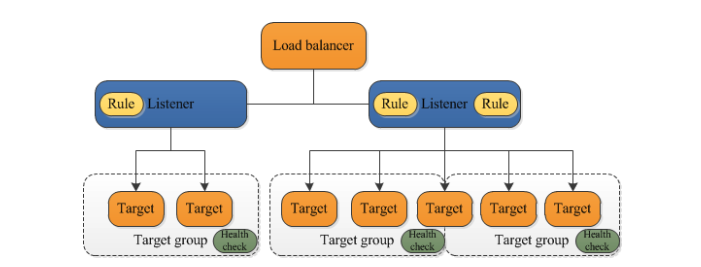 Load balancer
Rule Listener
Rule Listener Rule
Target Target Target Target Target Target Target
Target group Health check
Target group Health check
Target group Health check